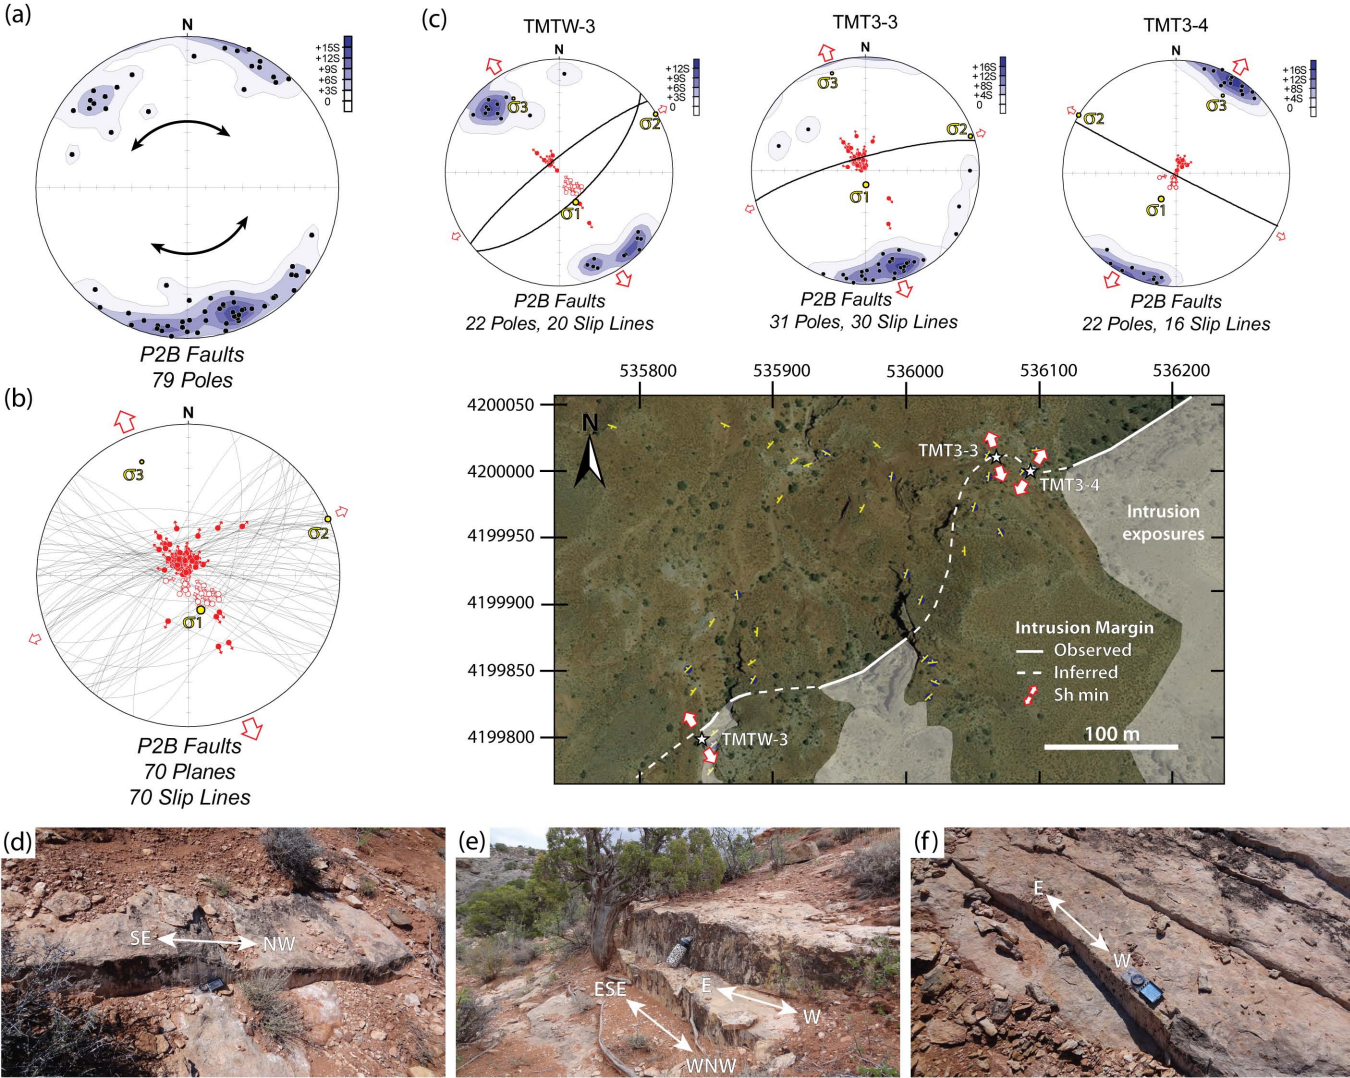 (a)
N
+15S
+12S
+9S
+6S
+3S
0
P2B Faults
79 Poles
(b)
N
σ3
σ2
σ1
P2B Faults
70 Planes
70 Slip Lines
(c)
TMTW-3
N
+12S
+9S
+6S
+3S
0
σ3
σ2
σ1
P2B Faults
22 Poles, 20 Slip Lines
TMT3-3
N
+16S
+12S
+8S
+4S
0
σ3
σ2
σ1
P2B Faults
31 Poles, 30 Slip Lines
TMT3-4
N
+16S
+12S
+8S
+4S
0
σ2
σ3
σ1
P2B Faults
22 Poles, 16 Slip Lines
535800 535900 536000 536100 536200
4200050
4200000
4199950
4199900
4199850
4199800
N
TMT3-3
TMT3-4
Intrusion
exposures
Intrusion Margin
Observed
Inferred
Sh min
100 m
TMTW-3
(d)
SE NW
(e)
ESE E
W
WNW
(f)
E
W